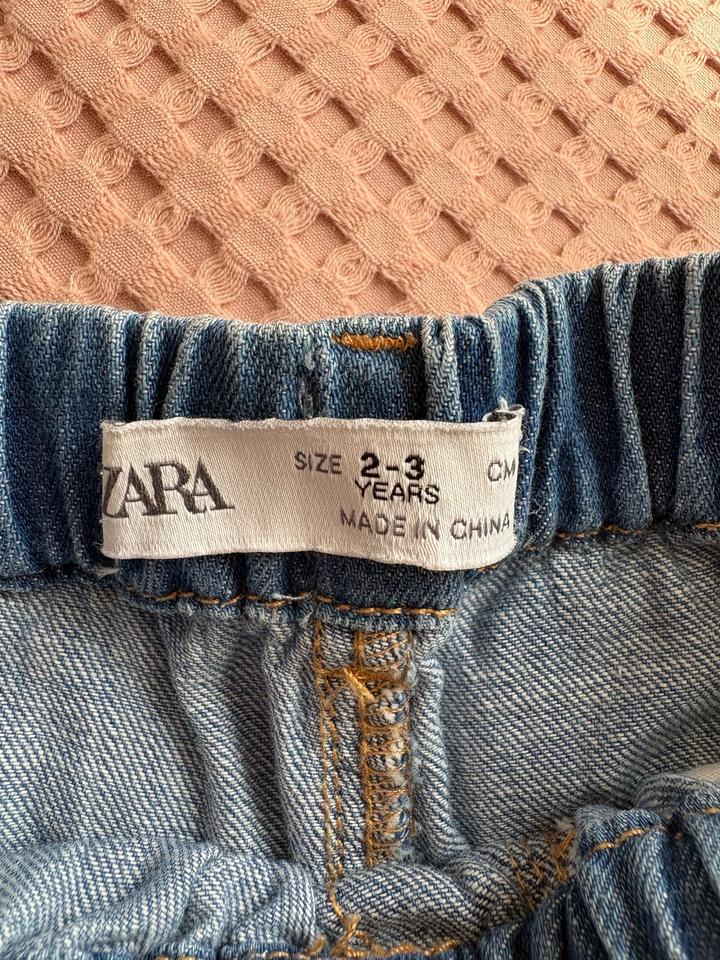 ZARA
SIZE 2-3 CM
YEARS
MADE IN CHINA